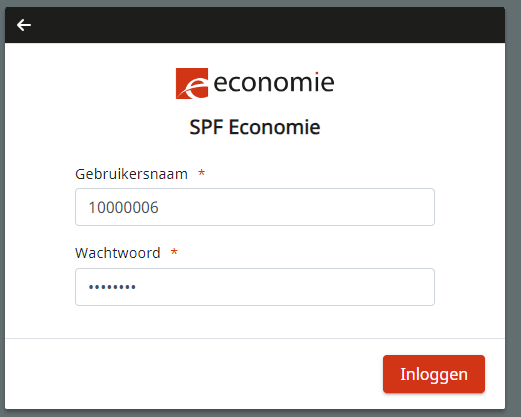 economie
SPF Economie
Gebruikersnaam *
10000006
Wachtwoord *
••••••••
Inloggen